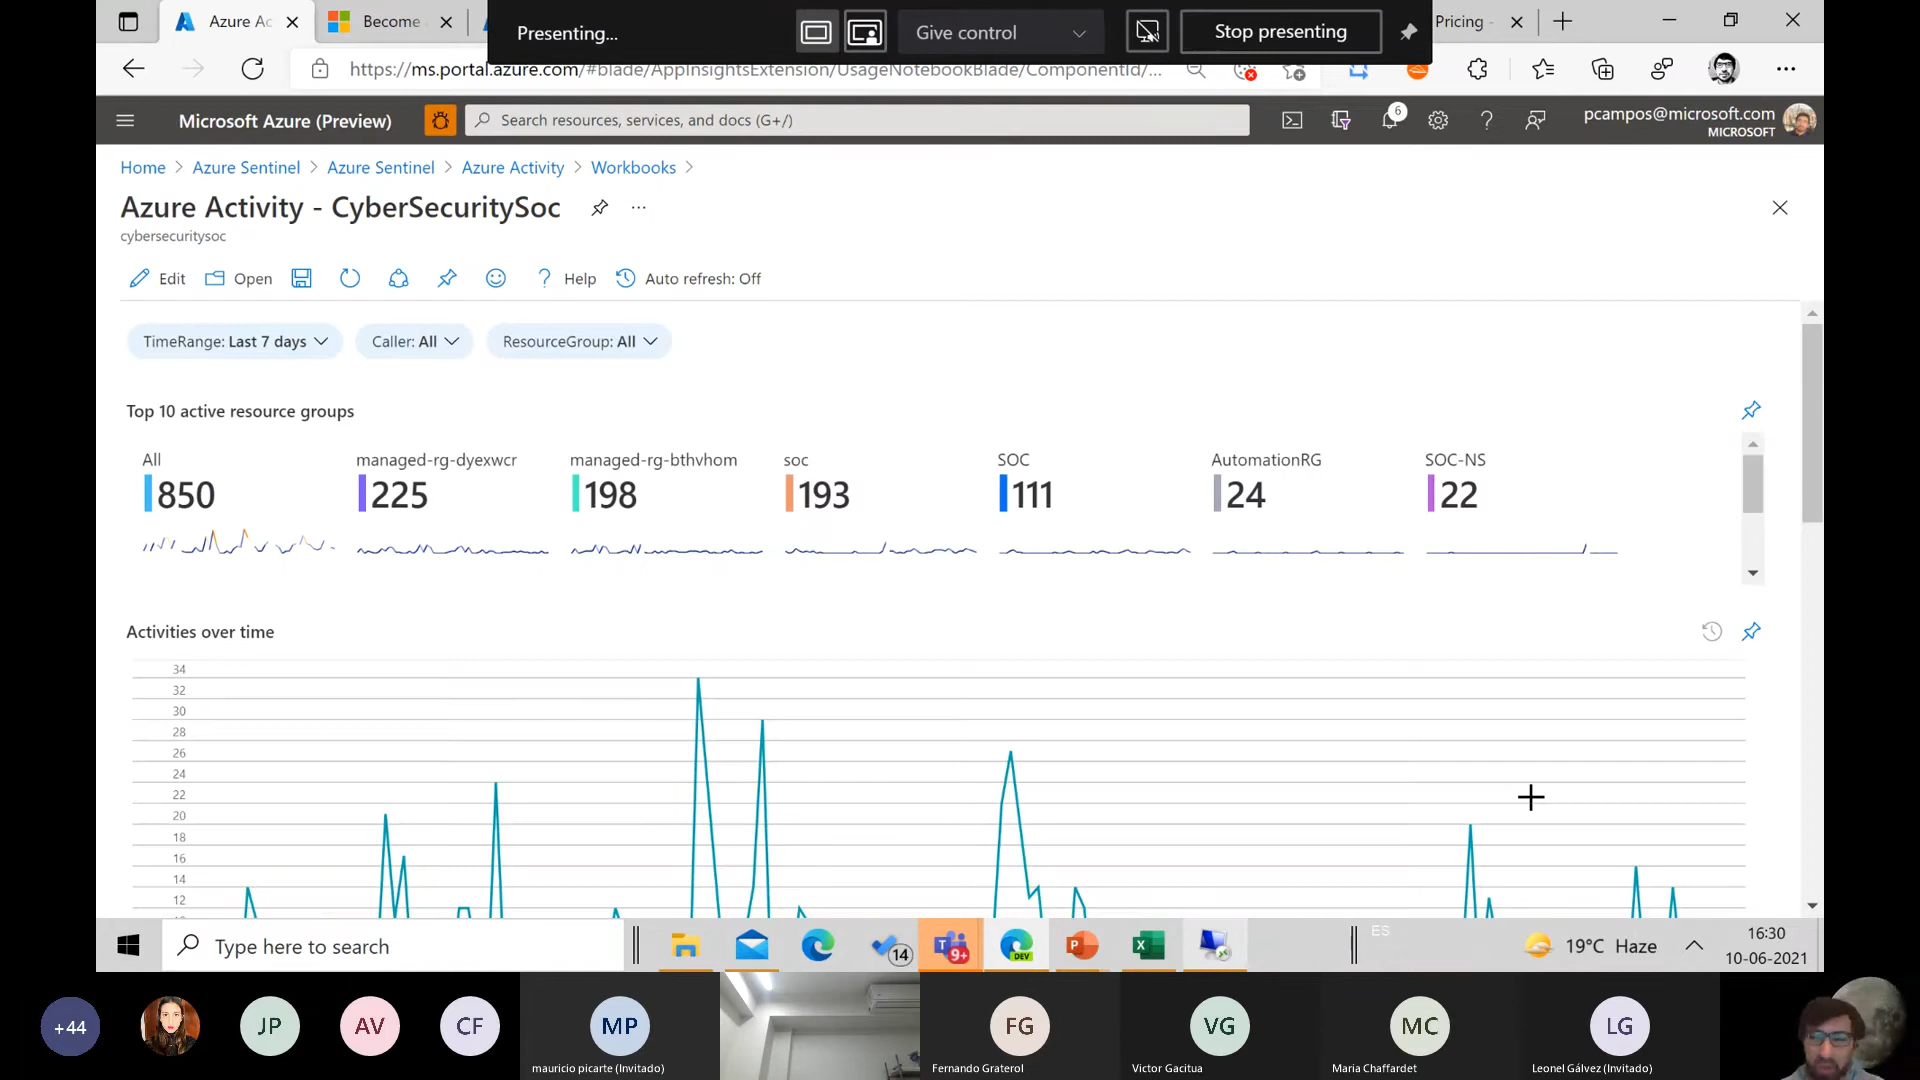 Azure Ac
Become
Presenting...
Give control
Stop presenting
Pricing -
https://ms.portal.azure.com/#blade/AppInsightsExtension/UsageNotebookBlade/ComponentId/...
Microsoft Azure (Preview)
Search resources, services, and docs (G+/)
6
pcampos@microsoft.com
MICROSOFT
Home > Azure Sentinel > Azure Sentinel > Azure Activity > Workbooks >
Azure Activity - CyberSecuritySoc
cybersecuritysoc
Edit Open ? Help Auto refresh: Off
TimeRange: Last 7 days Caller: All ResourceGroup: All
Top 10 active resource groups
All managed-rg-dyexwcr managed-rg-bthvhom soc SOC AutomationRG SOC-NS
850 225 198 193 111 24 22
Activities over time
34
32
30
28
26
24
22
20
18
16
14
12
Type here to search
14
9+
DEV
ES
19°C Haze
16:30
10-06-2021
+44 JP AV CF MP FG VG MC LG
mauricio picarte (Invitado) Fernando Graterol Victor Gacitua Maria Chaffardet Leonel Gálvez (Invitado)